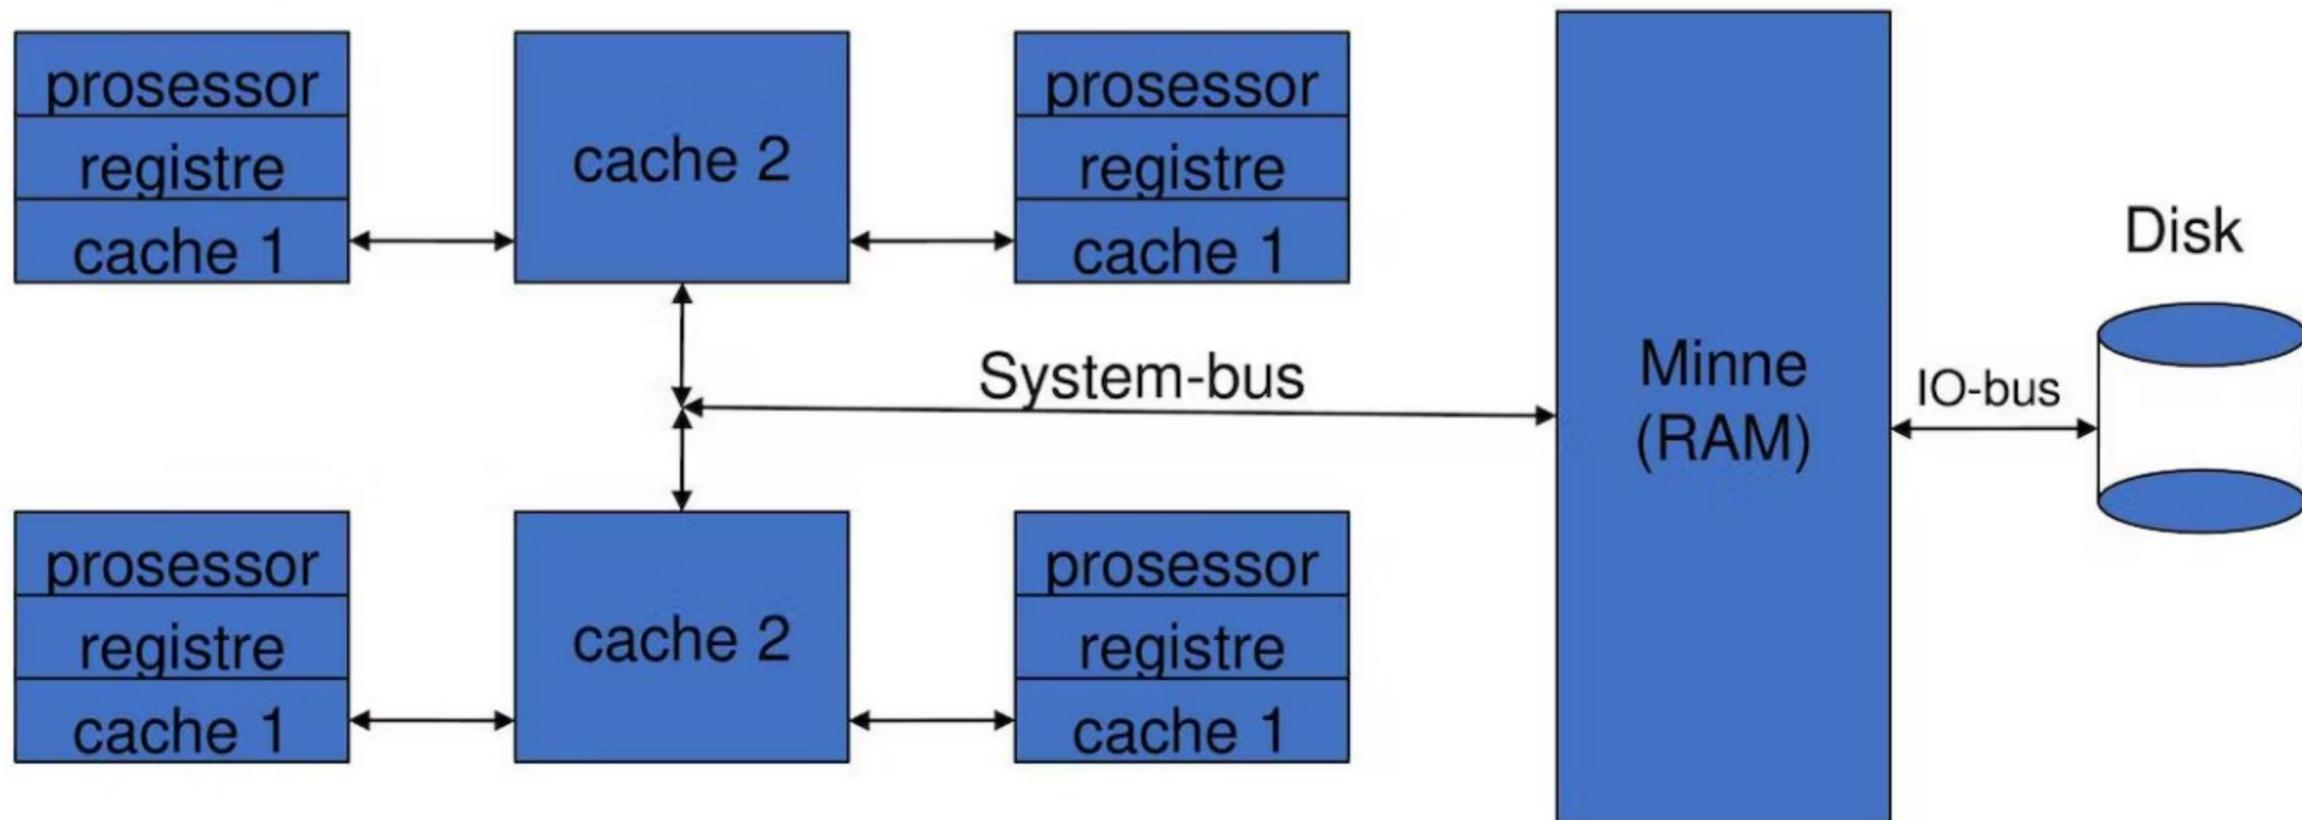 prosessor
registre
cache 1
cache 2
prosessor
registre
cache 1
System-bus
Minne
(RAM)
IO-bus
Disk
prosessor
registre
cache 1
cache 2
prosessor
registre
cache 1